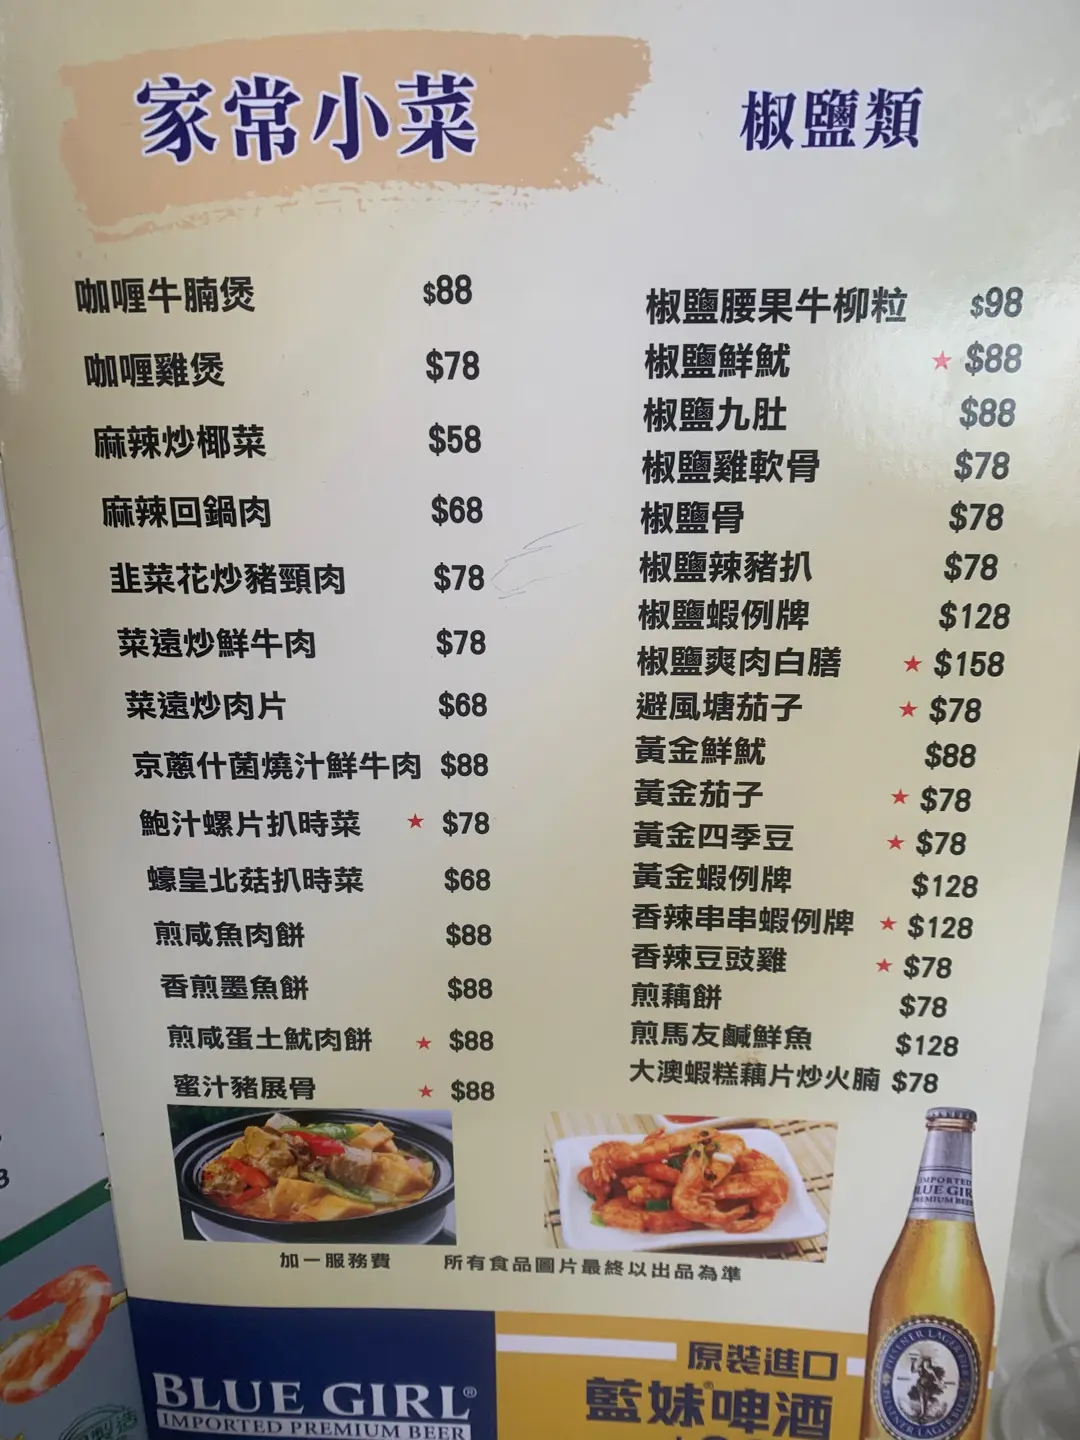 家常小菜
咖喱牛腩煲 $88
咖喱雞煲 $78
麻辣炒椰菜 $58
麻辣回鍋肉 $68
韭菜花炒豬頸肉 $78
菜遠炒鮮牛肉 $78
菜遠炒肉片 $68
京蔥什菌燒汁鮮牛肉 $88
鮑汁螺片扒時菜 ★ $78
蠔皇北菇扒時菜 $68
煎咸魚肉餅 $88
香煎墨魚餅 $88
煎咸蛋土魷肉餅 ★ $88
蜜汁豬展骨 ★ $88
椒鹽類
椒鹽腰果牛柳粒 $98
椒鹽鮮魷 ★ $88
椒鹽九肚 $88
椒鹽雞軟骨 $78
椒鹽骨 $78
椒鹽辣豬扒 $78
椒鹽蝦例牌 $128
椒鹽爽肉白膳 ★ $158
避風塘茄子 ★ $78
黃金鮮魷 $88
黃金茄子 ★ $78
黃金四季豆 ★ $78
黃金蝦例牌 $128
香辣串串蝦例牌 ★ $128
香辣豆豉雞 ★ $78
煎藕餅 $78
煎馬友鹹鮮魚 $128
大澳蝦糕藕片炒火腩 $78
加一服務費 所有食品圖片最終以出品為準
BLUE GIRL®
IMPORTED PREMIUM BEER
原裝進口
藍妹®啤酒
IMPORTED
BLUE GIRL
PREMIUM BEER
PILSNER LAGER
PILSNER LAGER
製造